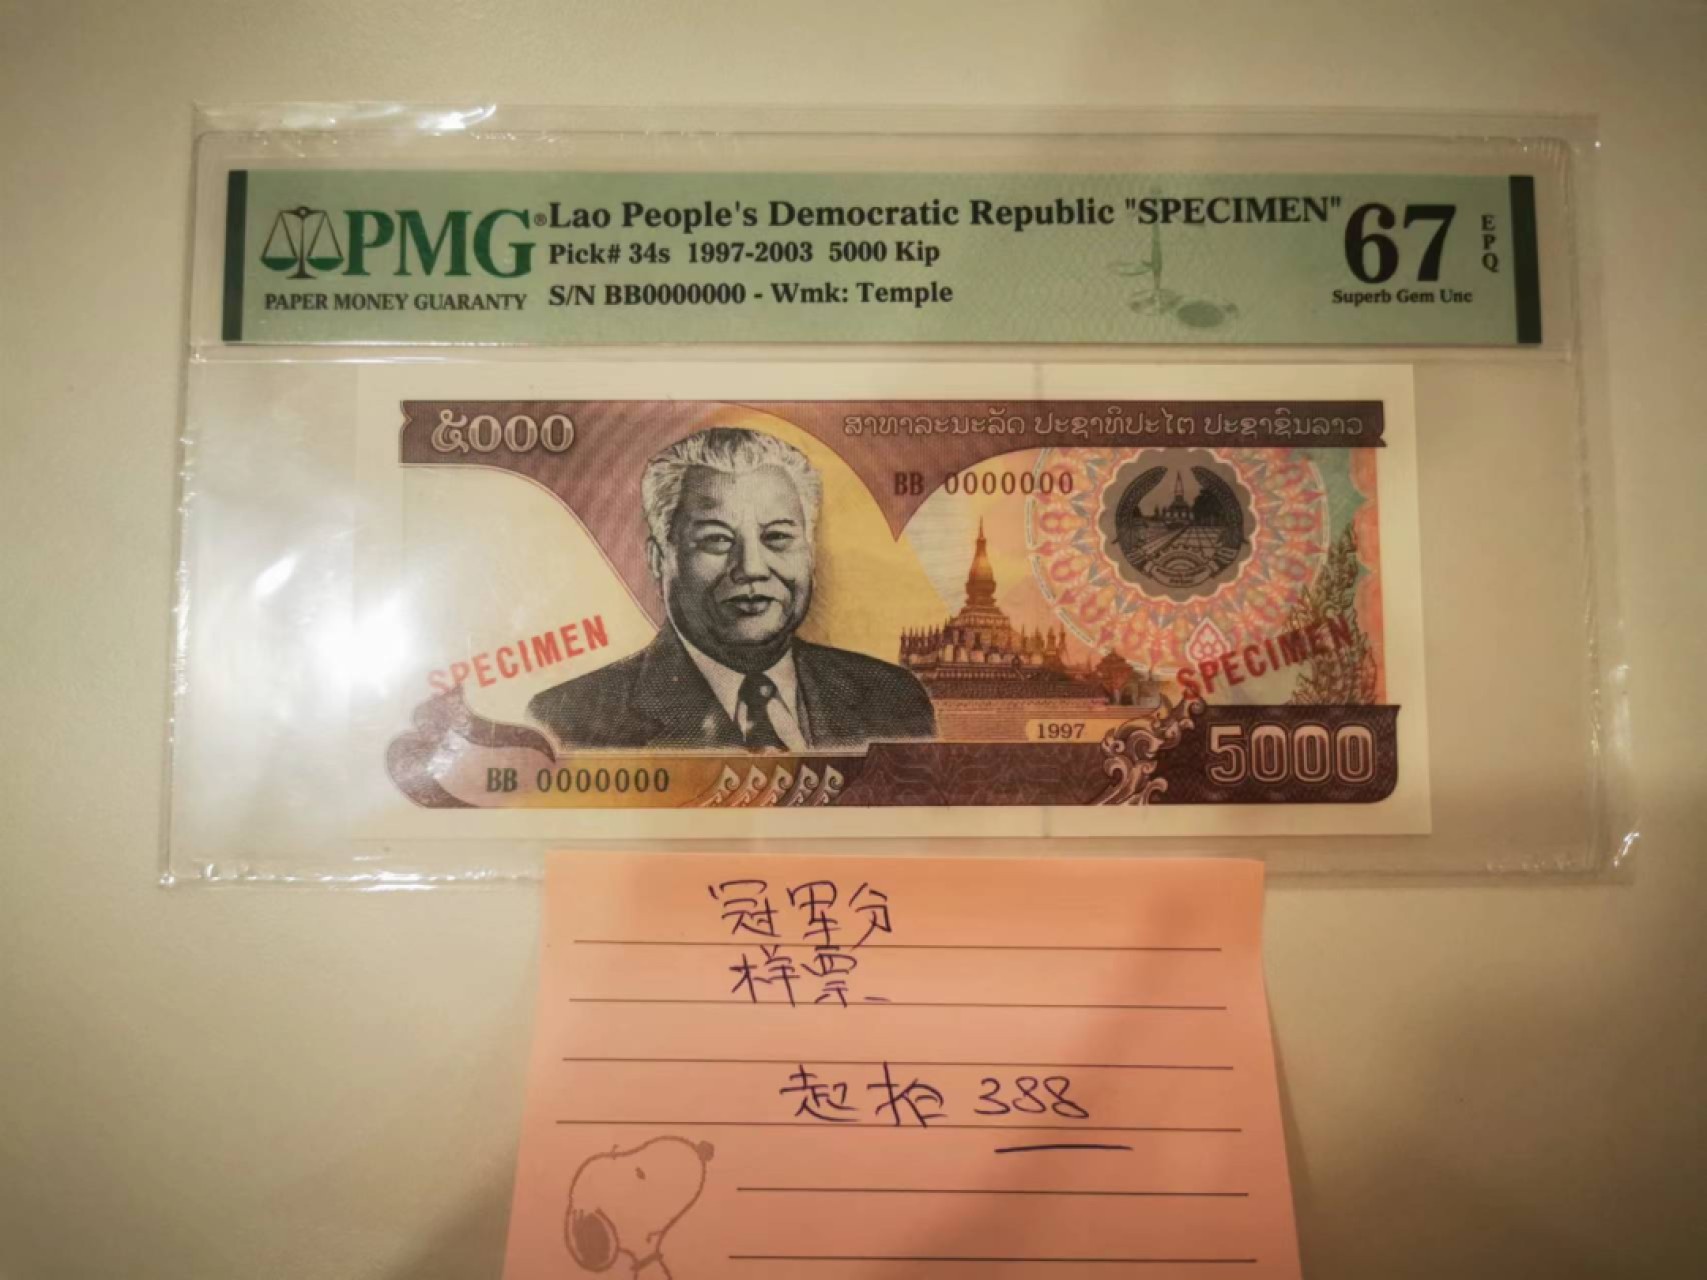 PMG® Lao People's Democratic Republic "SPECIMEN" 67 EPQ
Pick# 34s 1997-2003 5000 Kip
PAPER MONEY GUARANTY S/N BB0000000 - Wmk: Temple Superb Gem Unc
໕000 ສາທາລະນະລັດ ປະຊາທິປະໄຕ ປະຊາຊົນລາວ
BB 0000000
SPECIMEN SPECIMEN
1997
BB 0000000 5000
冠军分
样票
起拍 388